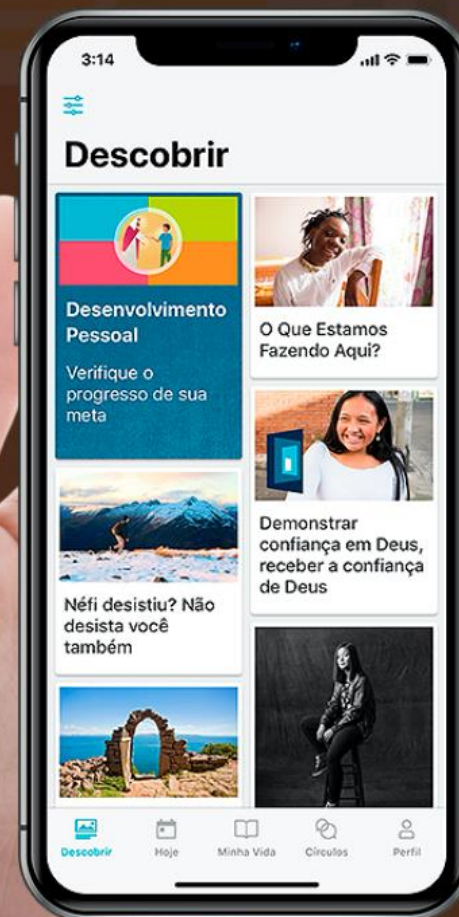 3:14
Descobrir
Desenvolvimento
Pessoal
Verifique o
progresso de sua
meta
Néfi desistiu? Não
desista você
também
O Que Estamos
Fazendo Aqui?
Demonstrar
confiança em Deus,
receber a confiança
de Deus
Descobrir
Hoje
Minha Vida
Círculos
Perfil